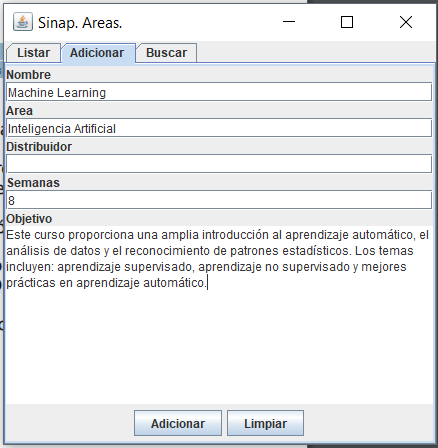 Sinap. Areas.
Listar Adicionar Buscar
Nombre
Machine Learning
Area
Inteligencia Artificial
Distribuidor
Semanas
8
Objetivo
Este curso proporciona una amplia introducción al aprendizaje automático, el
análisis de datos y el reconocimiento de patrones estadísticos. Los temas
incluyen: aprendizaje supervisado, aprendizaje no supervisado y mejores
prácticas en aprendizaje automático.
Adicionar Limpiar